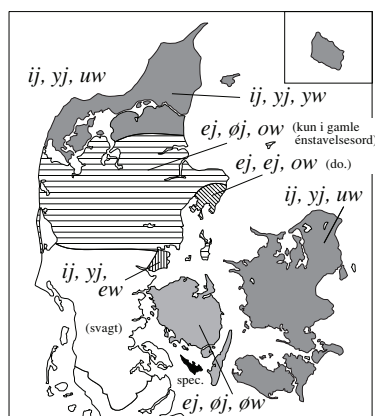 ij, yj, uw
ij, yj, yw
ej, øj, ow (kun i gamle
énstavelsesord)
ej, ej, ow (do.)
ij, yj, uw
ij, yj,
ew
(svagt)
spec.
ej, øj, øw